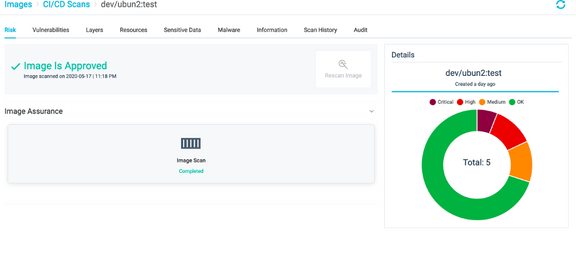 Images › CI/CD Scans › dev/ubun2:test
Risk Vulnerabilities Layers Resources Sensitive Data Malware Information Scan History Audit
Image Is Approved
Image scanned on 2020-06-17 | 11:18 PM
Rescan Image
Image Assurance
Image Scan
Completed
Details
dev/ubun2:test
Created a day ago
Critical High Medium OK
Total: 5